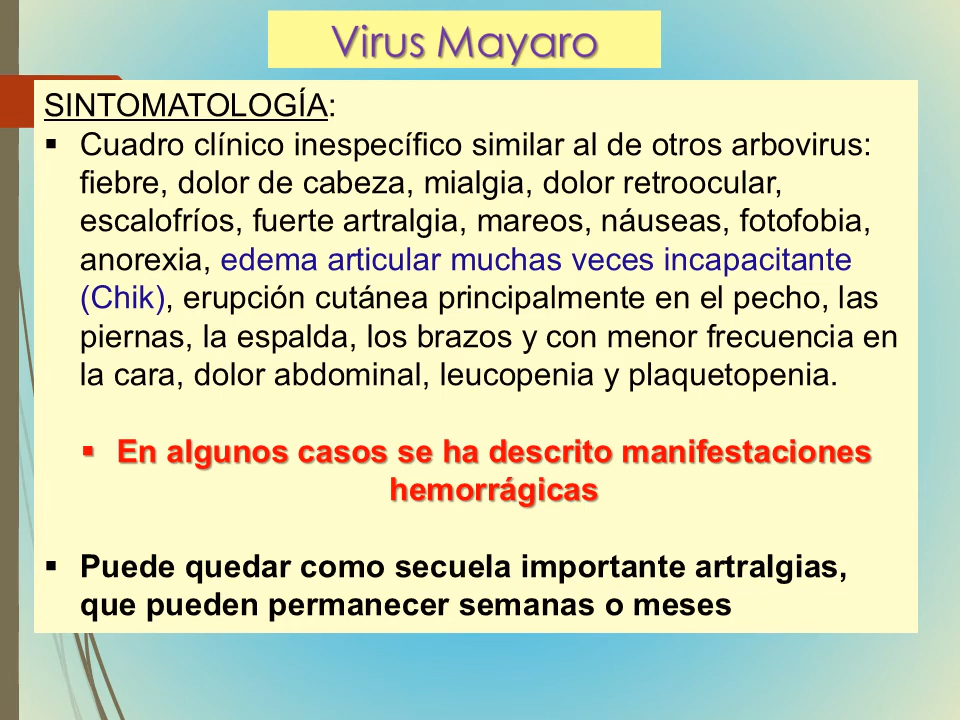 Virus Mayaro
SINTOMATOLOGÍA:
▪ Cuadro clínico inespecífico similar al de otros arbovirus:
fiebre, dolor de cabeza, mialgia, dolor retroocular,
escalofríos, fuerte artralgia, mareos, náuseas, fotofobia,
anorexia, edema articular muchas veces incapacitante
(Chik), erupción cutánea principalmente en el pecho, las
piernas, la espalda, los brazos y con menor frecuencia en
la cara, dolor abdominal, leucopenia y plaquetopenia.
▪ En algunos casos se ha descrito manifestaciones
hemorrágicas
▪ Puede quedar como secuela importante artralgias,
que pueden permanecer semanas o meses